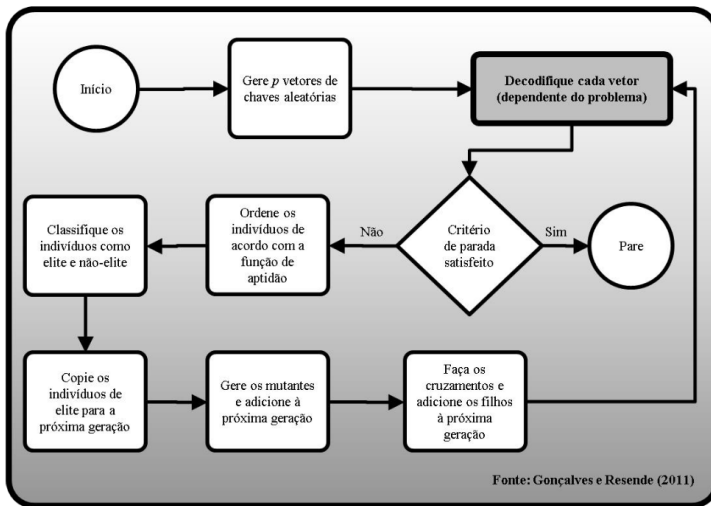 Início
Gere p vetores de
chaves aleatórias
Decodifique cada vetor
(dependente do problema)
Critério
de parada
satisfeito
Sim
Pare
Não
Ordene os
indivíduos de
acordo com a
função de
aptidão
Classifique os
indivíduos como
elite e não-elite
Copie os
indivíduos de
elite para a
próxima geração
Gere os mutantes
e adicione à
próxima geração
Faça os
cruzamentos e
adicione os filhos
à próxima
geração
Fonte: Gonçalves e Resende (2011)